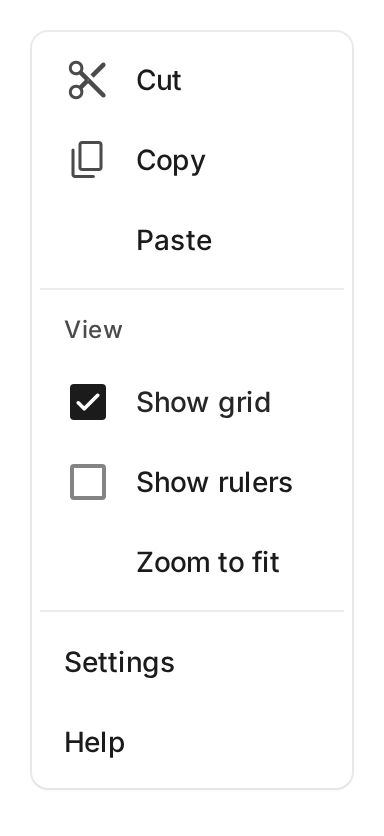 Cut
Copy
Paste
View
Show grid
Show rulers
Zoom to fit
Settings
Help